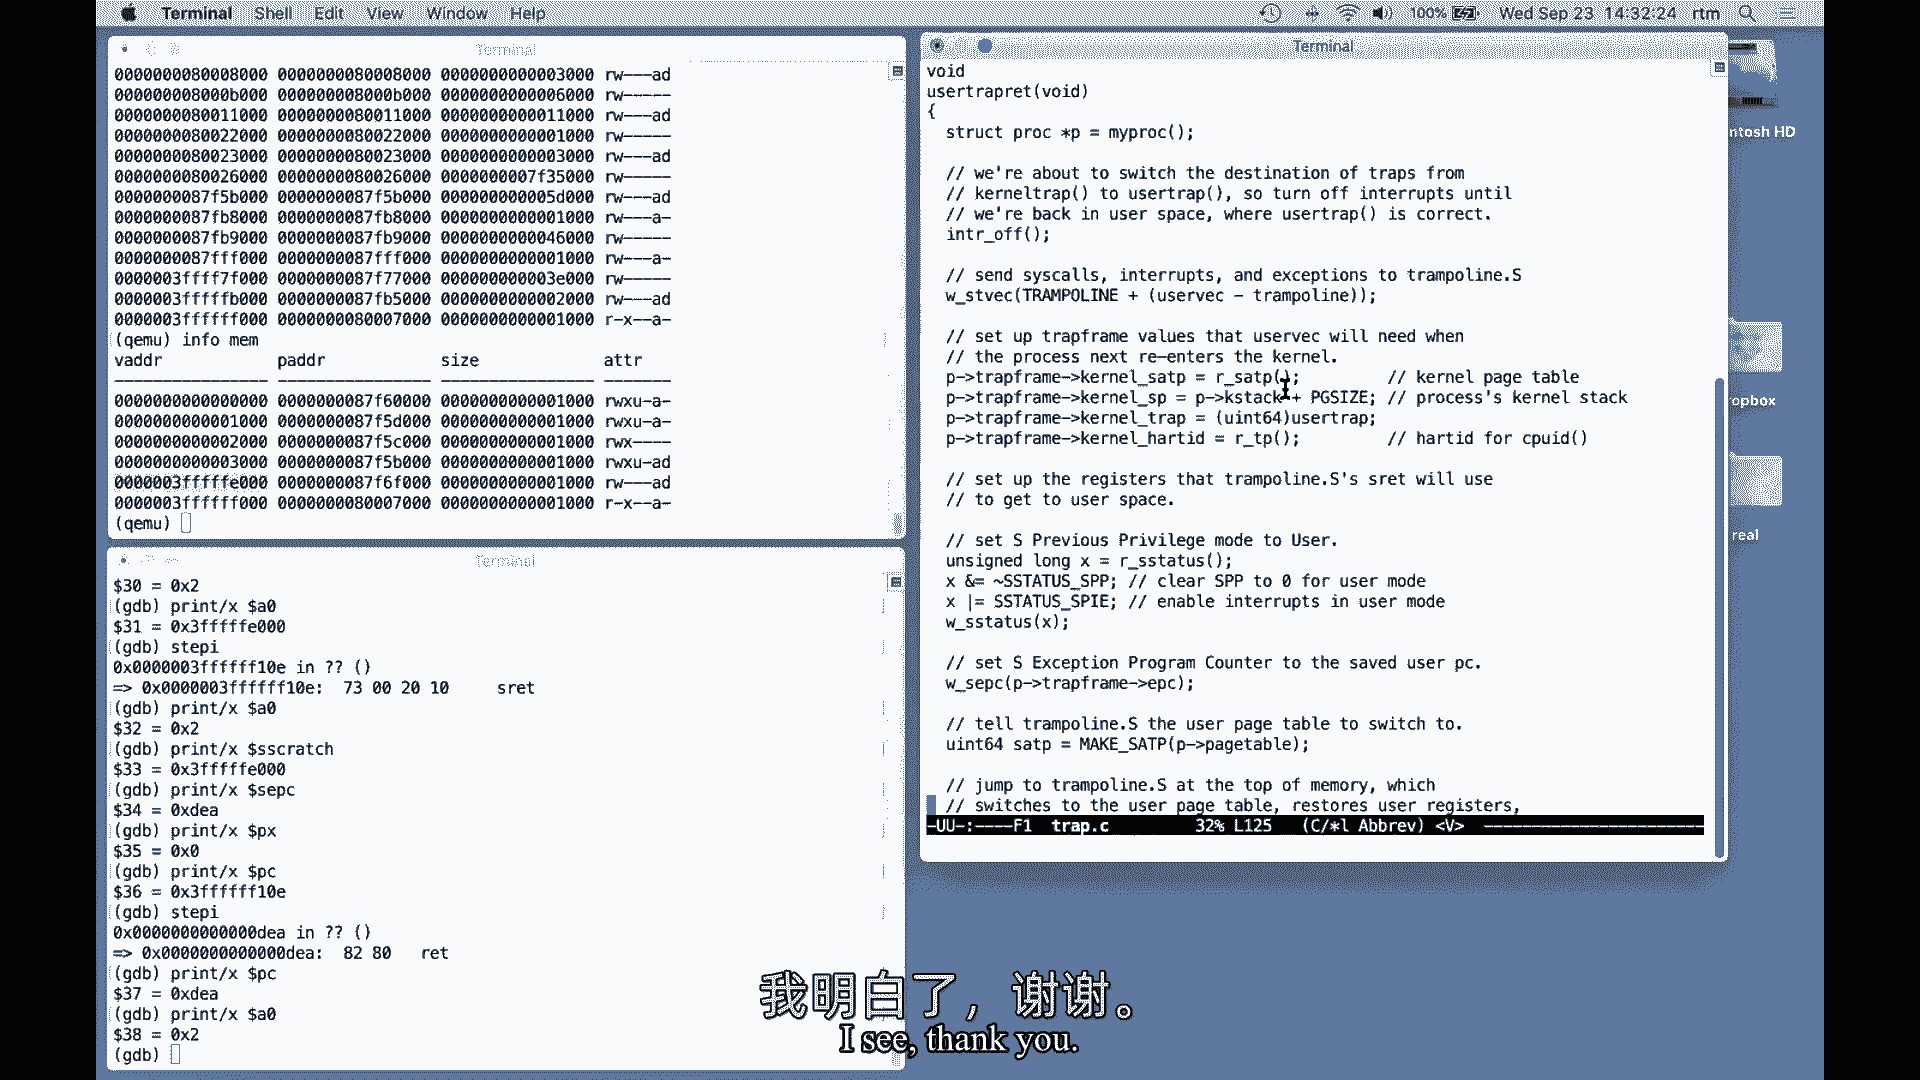 Terminal Shell Edit View Window Help 100% Wed Sep 23 14:32:24 rtm
Terminal
0000000080008000 0000000080008000 0000000000003000 rw---ad
000000008000b000 000000008000b000 0000000000006000 rw-----
0000000080011000 0000000080011000 0000000000011000 rw---ad
0000000080022000 0000000080022000 0000000000001000 rw-----
0000000080023000 0000000080023000 0000000000003000 rw---ad
0000000080026000 0000000080026000 0000000007f35000 rw-----
0000000087f5b000 0000000087f5b000 000000000005d000 rw---ad
0000000087fb8000 0000000087fb8000 0000000000001000 rw---a-
0000000087fb9000 0000000087fb9000 0000000000046000 rw-----
0000000087fff000 0000000087fff000 0000000000001000 rw---a-
0000003ffff7f000 0000000087f77000 000000000003e000 rw-----
0000003fffffb000 0000000087fb5000 0000000000002000 rw---ad
0000003ffffff000 0000000080007000 0000000000001000 r-x--a-
(qemu) info mem
vaddr paddr size attr
---------------- ---------------- ---------------- -------
0000000000000000 0000000087f60000 0000000000001000 rwxu-a-
0000000000001000 0000000087f5d000 0000000000001000 rwxu-a-
0000000000002000 0000000087f5c000 0000000000001000 rwx----
0000000000003000 0000000087f5b000 0000000000001000 rwxu-ad
0000003fffffe000 0000000087f6f000 0000000000001000 rw---ad
0000003ffffff000 0000000080007000 0000000000001000 r-x--a-
(qemu)
Terminal
$30 = 0x2
(gdb) print/x $a0
$31 = 0x3fffffe000
(gdb) stepi
0x0000003ffffff10e in ?? ()
=> 0x0000003ffffff10e: 73 00 20 10 sret
(gdb) print/x $a0
$32 = 0x2
(gdb) print/x $sscratch
$33 = 0x3fffffe000
(gdb) print/x $sepc
$34 = 0xdea
(gdb) print/x $px
$35 = 0x0
(gdb) print/x $pc
$36 = 0x3ffffff10e
(gdb) stepi
0x0000000000000dea in ?? ()
=> 0x0000000000000dea: 82 80 ret
(gdb) print/x $pc
$37 = 0xdea
(gdb) print/x $a0
$38 = 0x2
(gdb)
Terminal
void
usertrapret(void)
{
struct proc *p = myproc();
// we're about to switch the destination of traps from
// kerneltrap() to usertrap(), so turn off interrupts until
// we're back in user space, where usertrap() is correct.
intr_off();
// send syscalls, interrupts, and exceptions to trampoline.S
w_stvec(TRAMPOLINE + (uservec - trampoline));
// set up trapframe values that uservec will need when
// the process next re-enters the kernel.
p->trapframe->kernel_satp = r_satp(); // kernel page table
p->trapframe->kernel_sp = p->kstack + PGSIZE; // process's kernel stack
p->trapframe->kernel_trap = (uint64)usertrap;
p->trapframe->kernel_hartid = r_tp(); // hartid for cpuid()
// set up the registers that trampoline.S's sret will use
// to get to user space.
// set S Previous Privilege mode to User.
unsigned long x = r_sstatus();
x &= ~SSTATUS_SPP; // clear SPP to 0 for user mode
x |= SSTATUS_SPIE; // enable interrupts in user mode
w_sstatus(x);
// set S Exception Program Counter to the saved user pc.
w_sepc(p->trapframe->epc);
// tell trampoline.S the user page table to switch to.
uint64 satp = MAKE_SATP(p->pagetable);
// jump to trampoline.S at the top of memory, which
// switches to the user page table, restores user registers,
-UU-:----F1 trap.c 32% L125 (C/*l Abbrev) <V> -----------------------
ntosh HD
opbox
real
我明白了，谢谢。
I see, thank you.